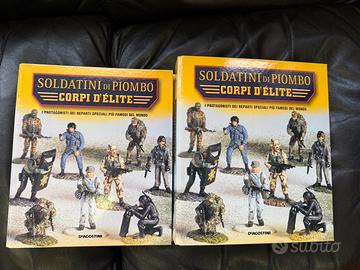 SOLDATINI DI PIOMBO
CORPI D'ÉLITE
I PROTAGONISTI DEI REPARTI SPECIALI PIÙ FAMOSI DEL MONDO
DeAGOSTINI
SOLDATINI DI PIOMBO
CORPI D'ÉLITE
I PROTAGONISTI DEI REPARTI SPECIALI PIÙ FAMOSI DEL MONDO
DeAGOSTINI
subito